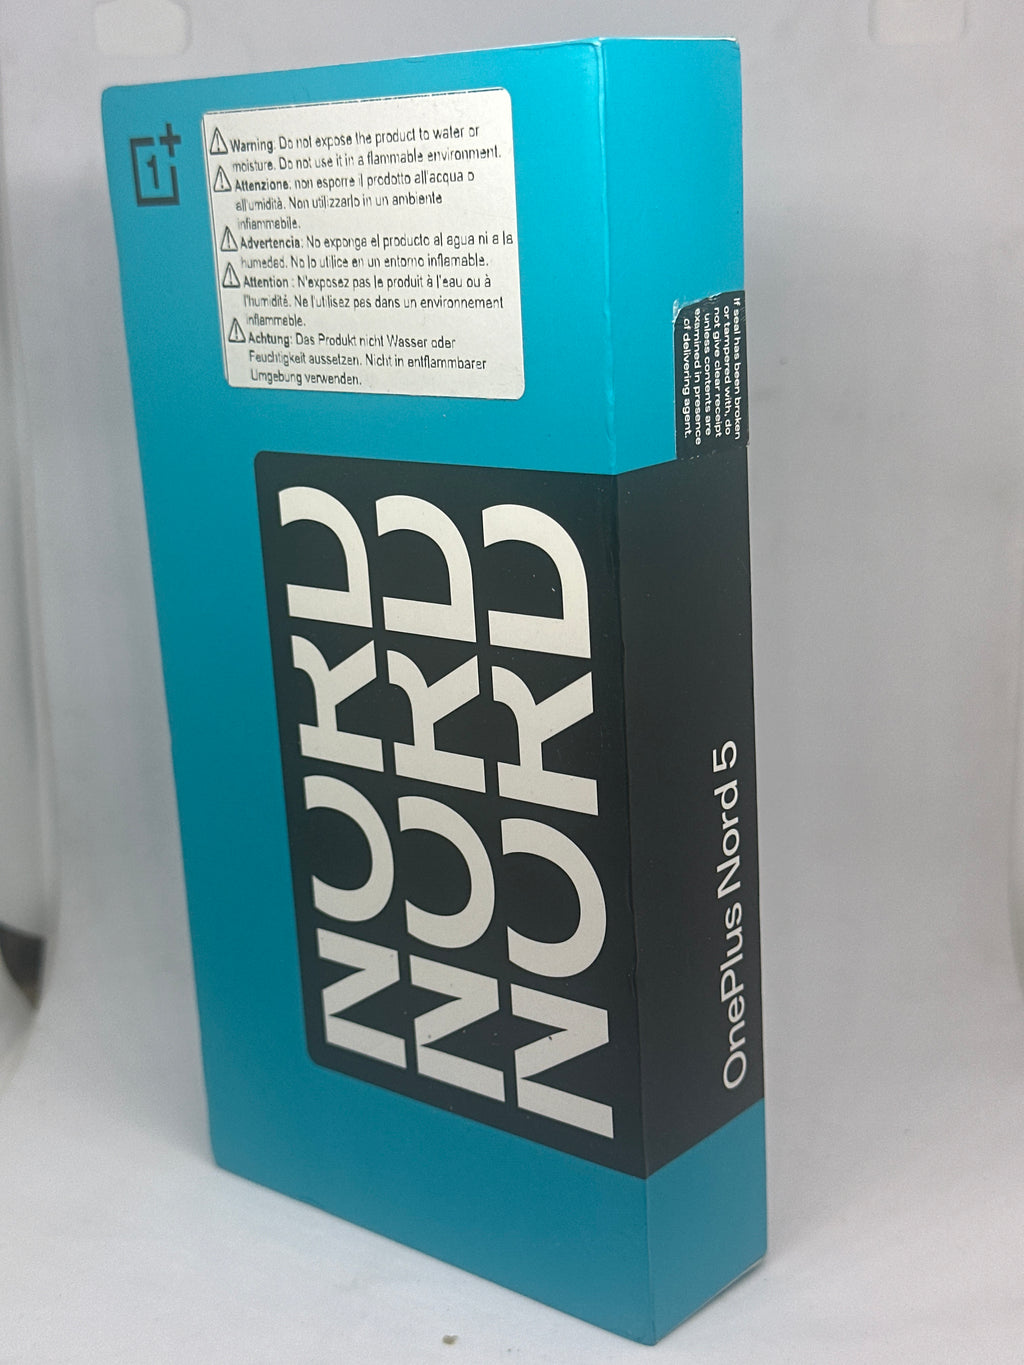 1+
Warning: Do not expose the product to water or
moisture. Do not use it in a flammable environment.
Attenzione: non esporre il prodotto all'acqua o
all'umidità. Non utilizzarlo in un ambiente
infiammabile.
Advertencia: No exponga el producto al agua ni a la
humedad. No lo utilice en un entorno inflamable.
Attention : N'exposez pas le produit à l'eau ou à
l'humidité. Ne l'utilisez pas dans un environnement
inflammable.
Achtung: Das Produkt nicht Wasser oder
Feuchtigkeit aussetzen. Nicht in entflammbarer
Umgebung verwenden.
If seal has been broken
or tampered with, do
not give clear receipt
unless contents are
examined in presence
of delivering agent.
NORD
NORD
NORD
OnePlus Nord 5